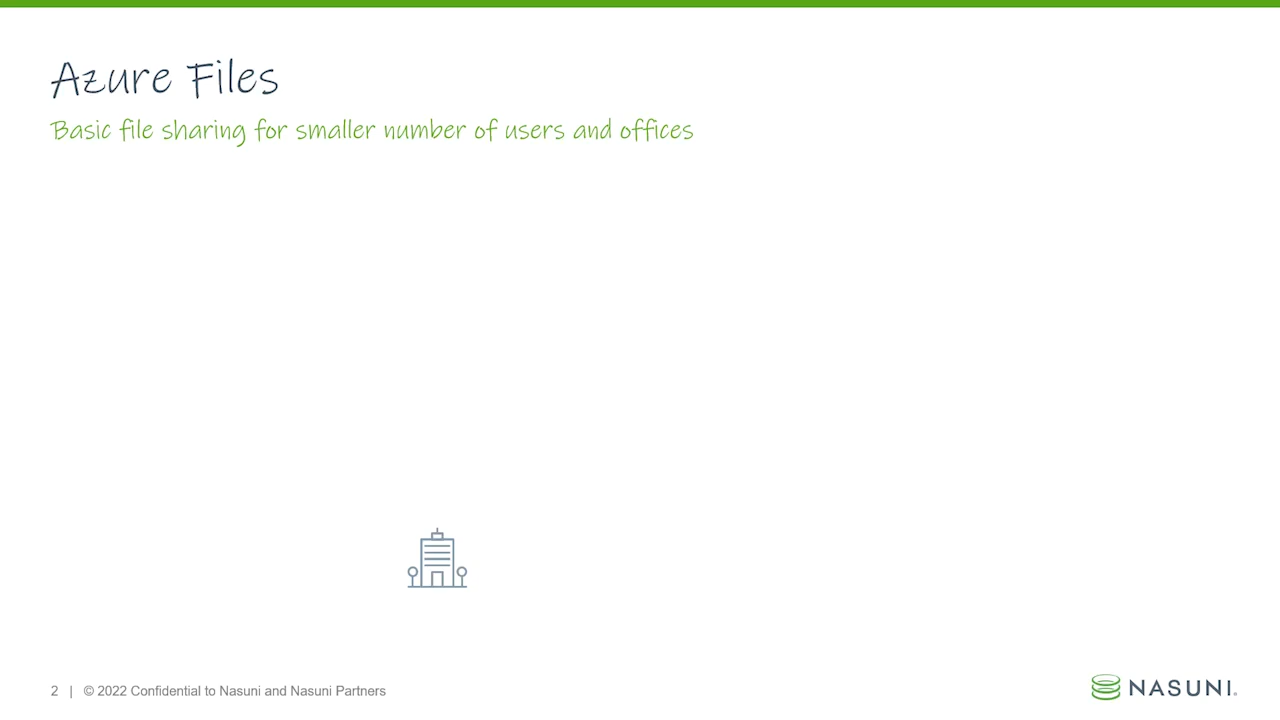 Azure Files
Basic file sharing for smaller number of users and offices
2 | © 2022 Confidential to Nasuni and Nasuni Partners
NASUNI.